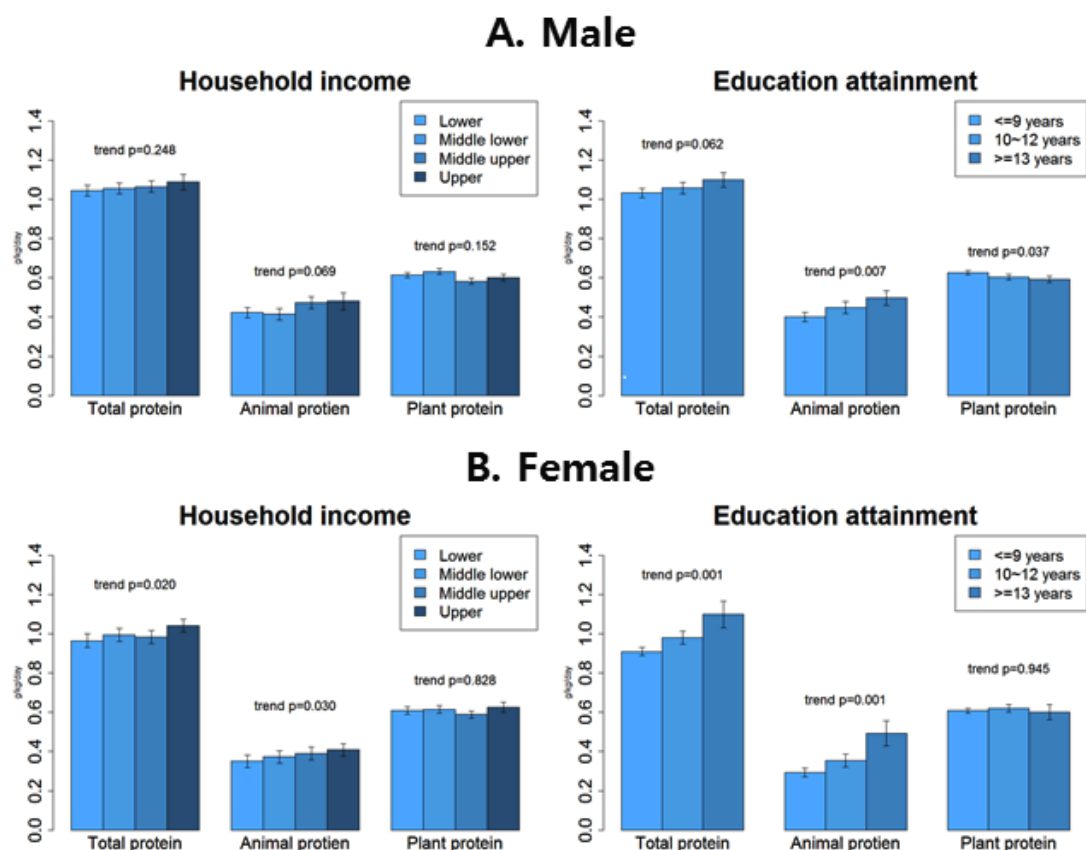 A. Male
Household income
Education attainment
Lower
Middle lower
Middle upper
Upper
<=9 years
10~12 years
>=13 years
g/kg/day
0.0 0.2 0.4 0.6 0.8 1.0 1.2 1.4
trend p=0.248
trend p=0.069
trend p=0.152
Total protein
Animal protien
Plant protein
g/kg/day
0.0 0.2 0.4 0.6 0.8 1.0 1.2 1.4
trend p=0.062
trend p=0.007
trend p=0.037
Total protein
Animal protien
Plant protein
B. Female
Household income
Education attainment
Lower
Middle lower
Middle upper
Upper
<=9 years
10~12 years
>=13 years
g/kg/day
0.0 0.2 0.4 0.6 0.8 1.0 1.2 1.4
trend p=0.020
trend p=0.030
trend p=0.828
Total protein
Animal protien
Plant protein
g/kg/day
0.0 0.2 0.4 0.6 0.8 1.0 1.2 1.4
trend p=0.001
trend p=0.001
trend p=0.945
Total protein
Animal protien
Plant protein